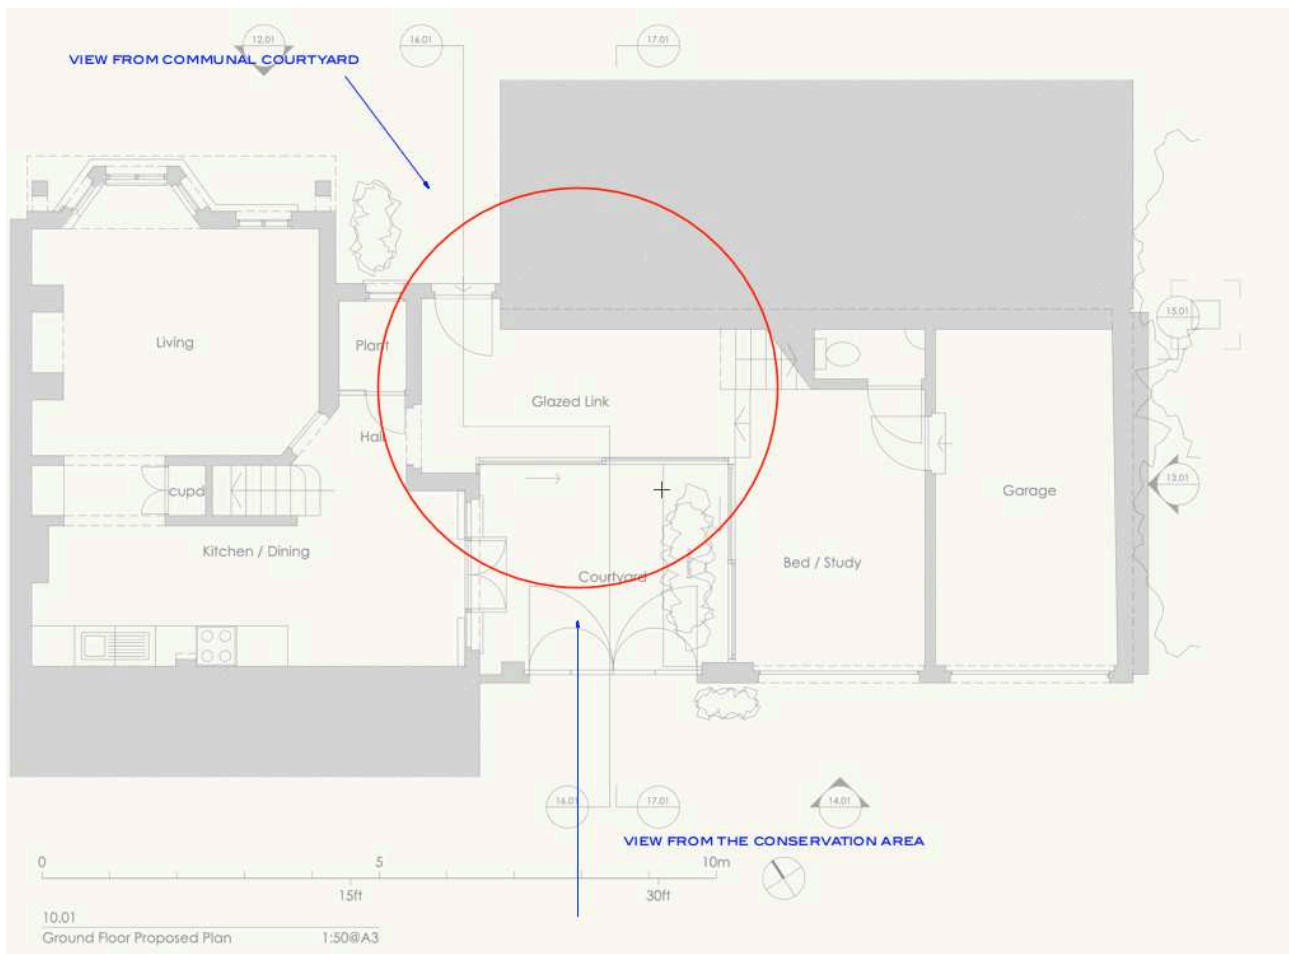 12.01
16.01
17.01
VIEW FROM COMMUNAL COURTYARD
15.01
Living
Plant
Glazed Link
Hall
cupd
Garage
13.01
Kitchen / Dining
Bed / Study
Courtyard
16.01
17.01
14.01
VIEW FROM THE CONSERVATION AREA
0
5
10m
15ft
30ft
10.01
Ground Floor Proposed Plan
1:50@A3